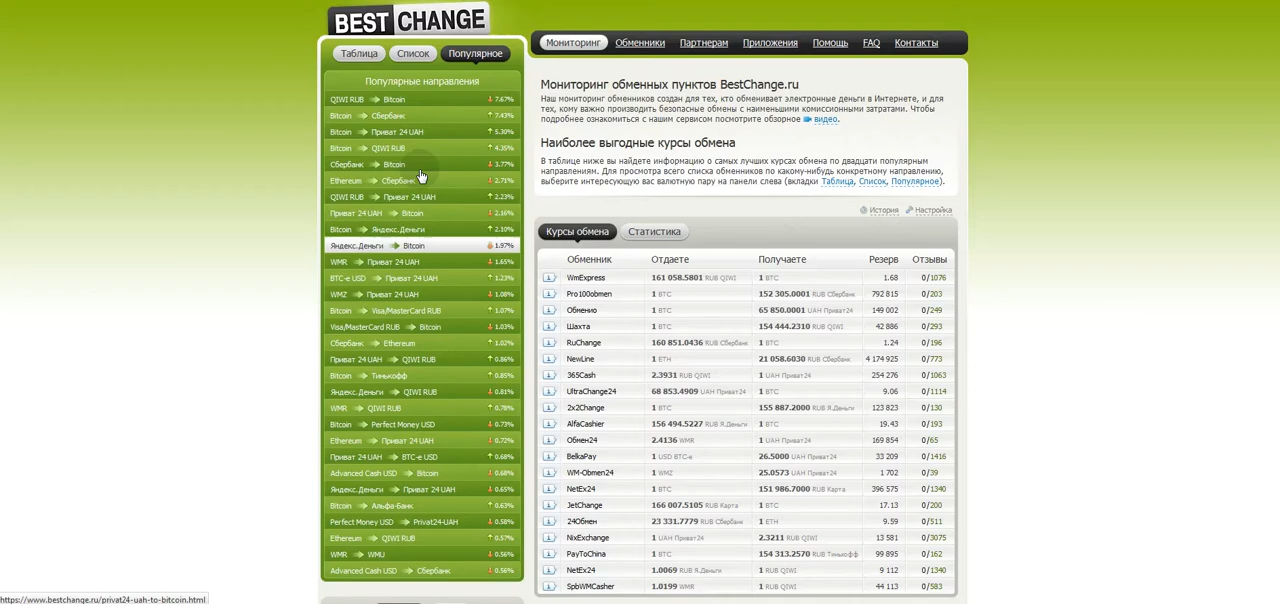 BEST CHANGE
Таблица Список Популярное
Мониторинг Обменники Партнерам Приложения Помощь FAQ Контакты
Популярные направления
QIWI RUB Bitcoin 7.67%
Bitcoin Сбербанк 7.43%
Bitcoin Приват 24 UAH 5.30%
Bitcoin QIWI RUB 4.35%
Сбербанк Bitcoin 3.77%
Ethereum Сбербанк 2.71%
QIWI RUB Приват 24 UAH 2.23%
Приват 24 UAH Bitcoin 2.16%
Bitcoin Яндекс.Деньги 2.10%
Яндекс.Деньги Bitcoin 1.97%
WMR Приват 24 UAH 1.65%
BTC-e USD Приват 24 UAH 1.23%
WMZ Приват 24 UAH 1.08%
Bitcoin Visa/MasterCard RUB 1.07%
Visa/MasterCard RUB Bitcoin 1.03%
Сбербанк Ethereum 1.02%
Приват 24 UAH QIWI RUB 0.86%
Bitcoin Тинькофф 0.85%
Яндекс.Деньги QIWI RUB 0.81%
WMR QIWI RUB 0.78%
Bitcoin Perfect Money USD 0.73%
Ethereum Приват 24 UAH 0.72%
Приват 24 UAH BTC-e USD 0.68%
Advanced Cash USD Bitcoin 0.68%
Яндекс.Деньги Приват 24 UAH 0.65%
Bitcoin Альфа-Банк 0.63%
Perfect Money USD Privat24-UAH 0.58%
Ethereum QIWI RUB 0.57%
WMR WMU 0.56%
Advanced Cash USD Сбербанк 0.56%
Мониторинг обменных пунктов BestChange.ru
Наш мониторинг обменников создан для тех, кто обменивает электронные деньги в Интернете, и для
тех, кому важно производить безопасные обмены с наименьшими комиссионными затратами. Чтобы
подробнее ознакомиться с нашим сервисом посмотрите обзорное видео.
Наиболее выгодные курсы обмена
В таблице ниже вы найдете информацию о самых лучших курсах обмена по двадцати популярным
направлениям. Для просмотра всего списка обменников по какому-нибудь конкретному направлению,
выберите интересующую вас валютную пару на панели слева (вкладки Таблица, Список, Популярное).
История Настройка
Курсы обмена Статистика
Обменник Отдаете Получаете Резерв Отзывы
WmExpress 161 058.5801 RUB QIWI 1 BTC 1.68 0/1076
Pro100obmen 1 BTC 152 305.0001 RUB Сбербанк 792 815 0/203
Обменио 1 BTC 65 850.0001 UAH Приват24 149 002 0/249
Шахта 1 BTC 154 444.2310 RUB QIWI 42 886 0/293
RuChange 160 851.0436 RUB Сбербанк 1 BTC 1.24 0/196
NewLine 1 ETH 21 058.6030 RUB Сбербанк 4 174 925 0/773
365Cash 2.3931 RUB QIWI 1 UAH Приват24 254 276 0/1063
UltraChange24 68 853.4909 UAH Приват24 1 BTC 9.06 0/1114
2x2Change 1 BTC 155 887.2000 RUB Я.Деньги 123 823 0/130
AlfaCashier 156 494.5227 RUB Я.Деньги 1 BTC 19.43 0/193
Обмен24 2.4136 WMR 1 UAH Приват24 169 854 0/65
BelkaPay 1 USD BTC-e 26.5000 UAH Приват24 33 209 0/1416
WM-Obmen24 1 WMZ 25.0573 UAH Приват24 1 702 0/39
NetEx24 1 BTC 151 986.7000 RUB Карта 396 575 0/1340
JetChange 166 007.5105 RUB Карта 1 BTC 17.13 0/200
24Обмен 23 331.7779 RUB Сбербанк 1 ETH 9.59 0/511
NixExchange 1 UAH Приват24 2.3211 RUB QIWI 13 581 0/3075
PayToChina 1 BTC 154 313.2570 RUB Тинькофф 99 895 0/162
NetEx24 1.0069 RUB Я.Деньги 1 RUB QIWI 9 112 0/1340
SpbWMCasher 1.0199 WMR 1 RUB QIWI 44 113 0/583
https://www.bestchange.ru/privat24-uah-to-bitcoin.html